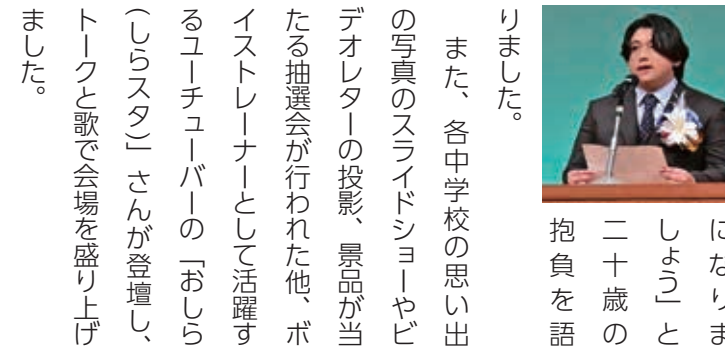 になりま
しょう」と
二十歳の
抱負を語
りました。
また、各中学校の思い出
の写真のスライドショーやビ
デオレターの投影、景品が当
たる抽選会が行われた他、ボ
イストレーナーとして活躍す
るユーチューバーの「おしら
(しらスタ)」さんが登壇し、
トークと歌で会場を盛り上げ
ました。